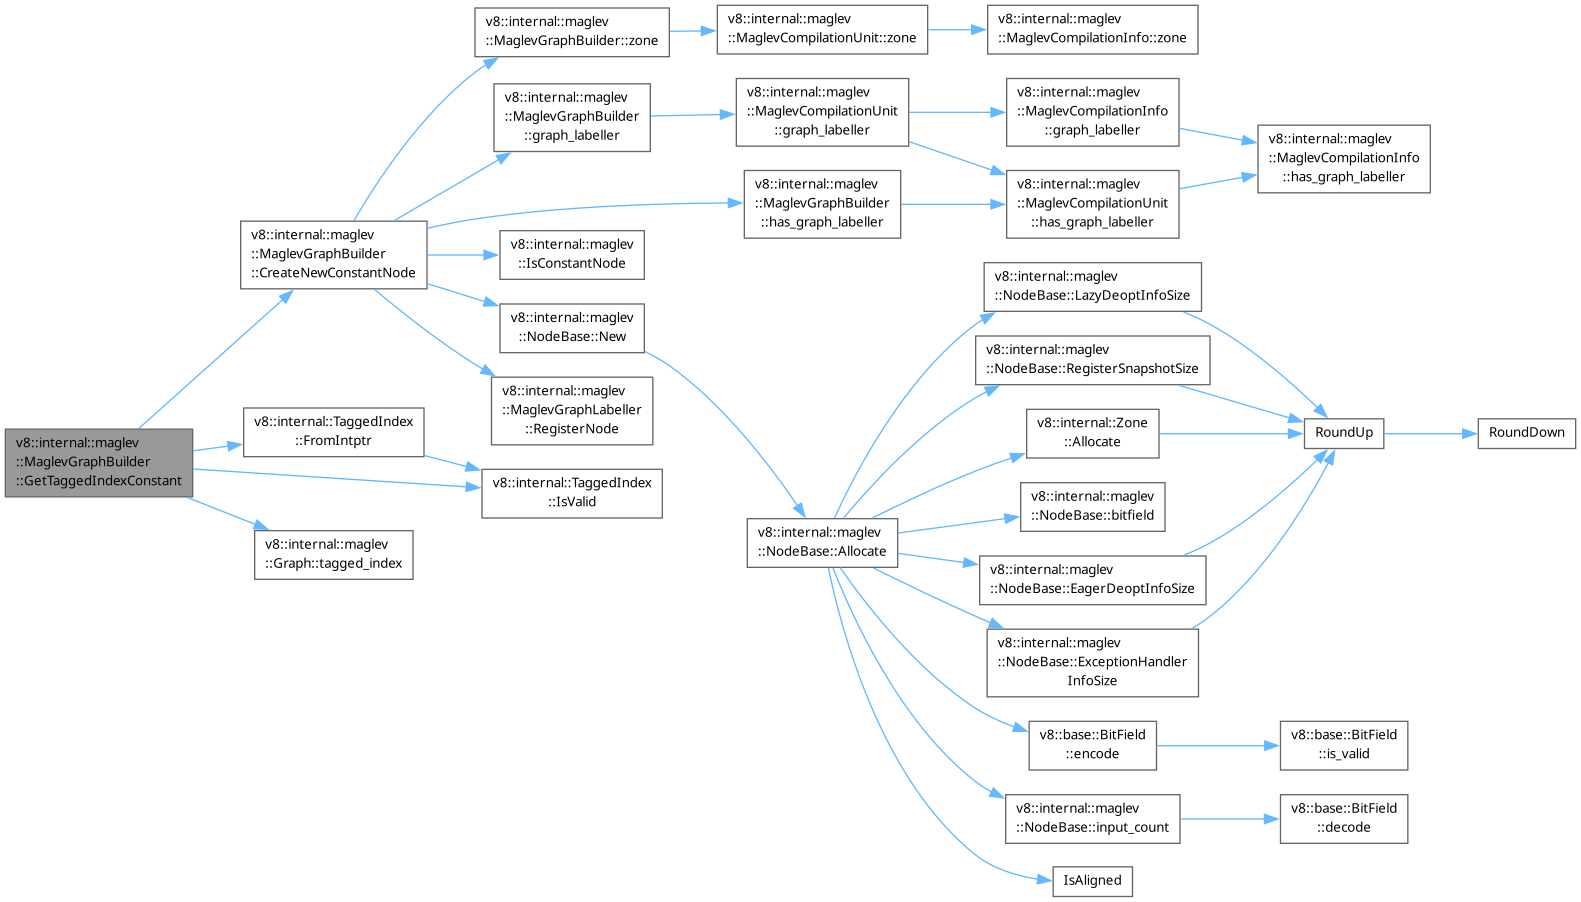 v8::internal::maglev
::MaglevGraphBuilder
::GetTaggedIndexConstant
v8::internal::maglev
::MaglevGraphBuilder
::CreateNewConstantNode
v8::internal::maglev
::MaglevGraphBuilder::zone
v8::internal::maglev
::MaglevCompilationUnit::zone
v8::internal::maglev
::MaglevCompilationInfo::zone
v8::internal::maglev
::MaglevGraphBuilder
::graph_labeller
v8::internal::maglev
::MaglevCompilationUnit
::graph_labeller
v8::internal::maglev
::MaglevCompilationInfo
::graph_labeller
v8::internal::maglev
::MaglevCompilationInfo
::has_graph_labeller
v8::internal::maglev
::MaglevGraphBuilder
::has_graph_labeller
v8::internal::maglev
::MaglevCompilationUnit
::has_graph_labeller
v8::internal::maglev
::IsConstantNode
v8::internal::maglev
::NodeBase::New
v8::internal::maglev
::MaglevGraphLabeller
::RegisterNode
v8::internal::TaggedIndex
::FromIntptr
v8::internal::TaggedIndex
::IsValid
v8::internal::maglev
::Graph::tagged_index
v8::internal::maglev
::NodeBase::Allocate
v8::internal::maglev
::NodeBase::LazyDeoptInfoSize
v8::internal::maglev
::NodeBase::RegisterSnapshotSize
v8::internal::Zone
::Allocate
RoundUp
RoundDown
v8::internal::maglev
::NodeBase::bitfield
v8::internal::maglev
::NodeBase::EagerDeoptInfoSize
v8::internal::maglev
::NodeBase::ExceptionHandler
InfoSize
v8::base::BitField
::encode
v8::base::BitField
::is_valid
v8::internal::maglev
::NodeBase::input_count
v8::base::BitField
::decode
IsAligned